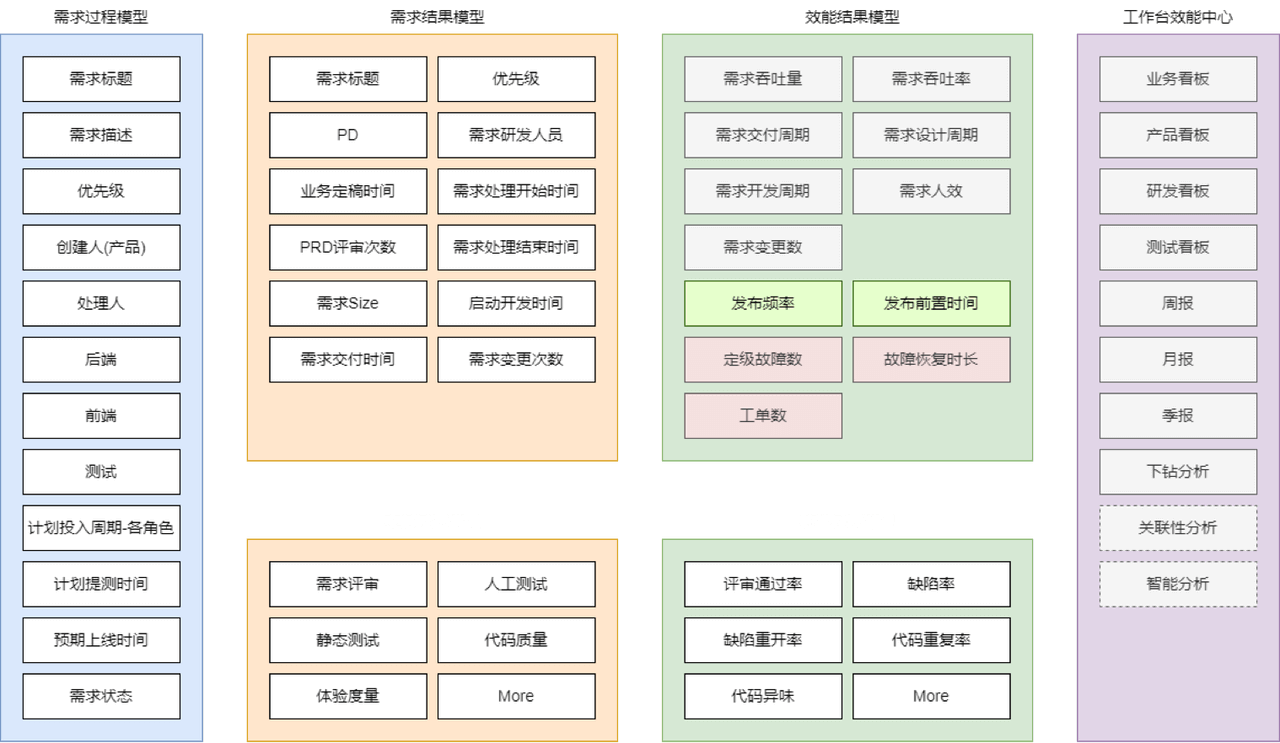 需求过程模型
需求标题
需求描述
优先级
创建人(产品)
处理人
后端
前端
测试
计划投入周期-各角色
计划提测时间
预期上线时间
需求状态
需求结果模型
需求标题
优先级
PD
需求研发人员
业务定稿时间
需求处理开始时间
PRD评审次数
需求处理结束时间
需求Size
启动开发时间
需求交付时间
需求变更次数
需求评审
人工测试
静态测试
代码质量
体验度量
More
效能结果模型
需求吞吐量
需求吞吐率
需求交付周期
需求设计周期
需求开发周期
需求人效
需求变更数
发布频率
发布前置时间
定级故障数
故障恢复时长
工单数
评审通过率
缺陷率
缺陷重开率
代码重复率
代码异味
More
工作台效能中心
业务看板
产品看板
研发看板
测试看板
周报
月报
季报
下钻分析
关联性分析
智能分析